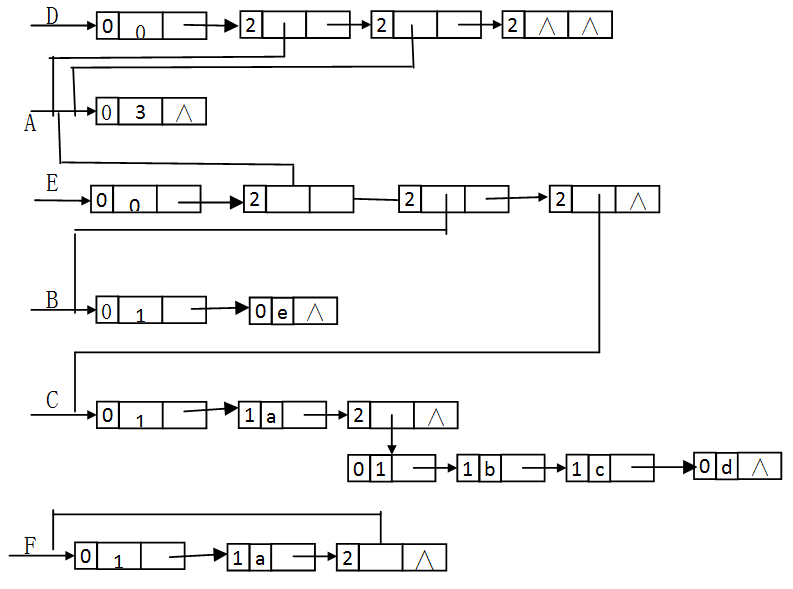 D 0 0 2 2 2 ∧ ∧
A 0 3 ∧
E 0 0 2 2 2 ∧
B 0 1 0 e ∧
C 0 1 1 a 2 ∧
0 1 1 b 1 c 0 d ∧
F 0 1 1 a 2 ∧